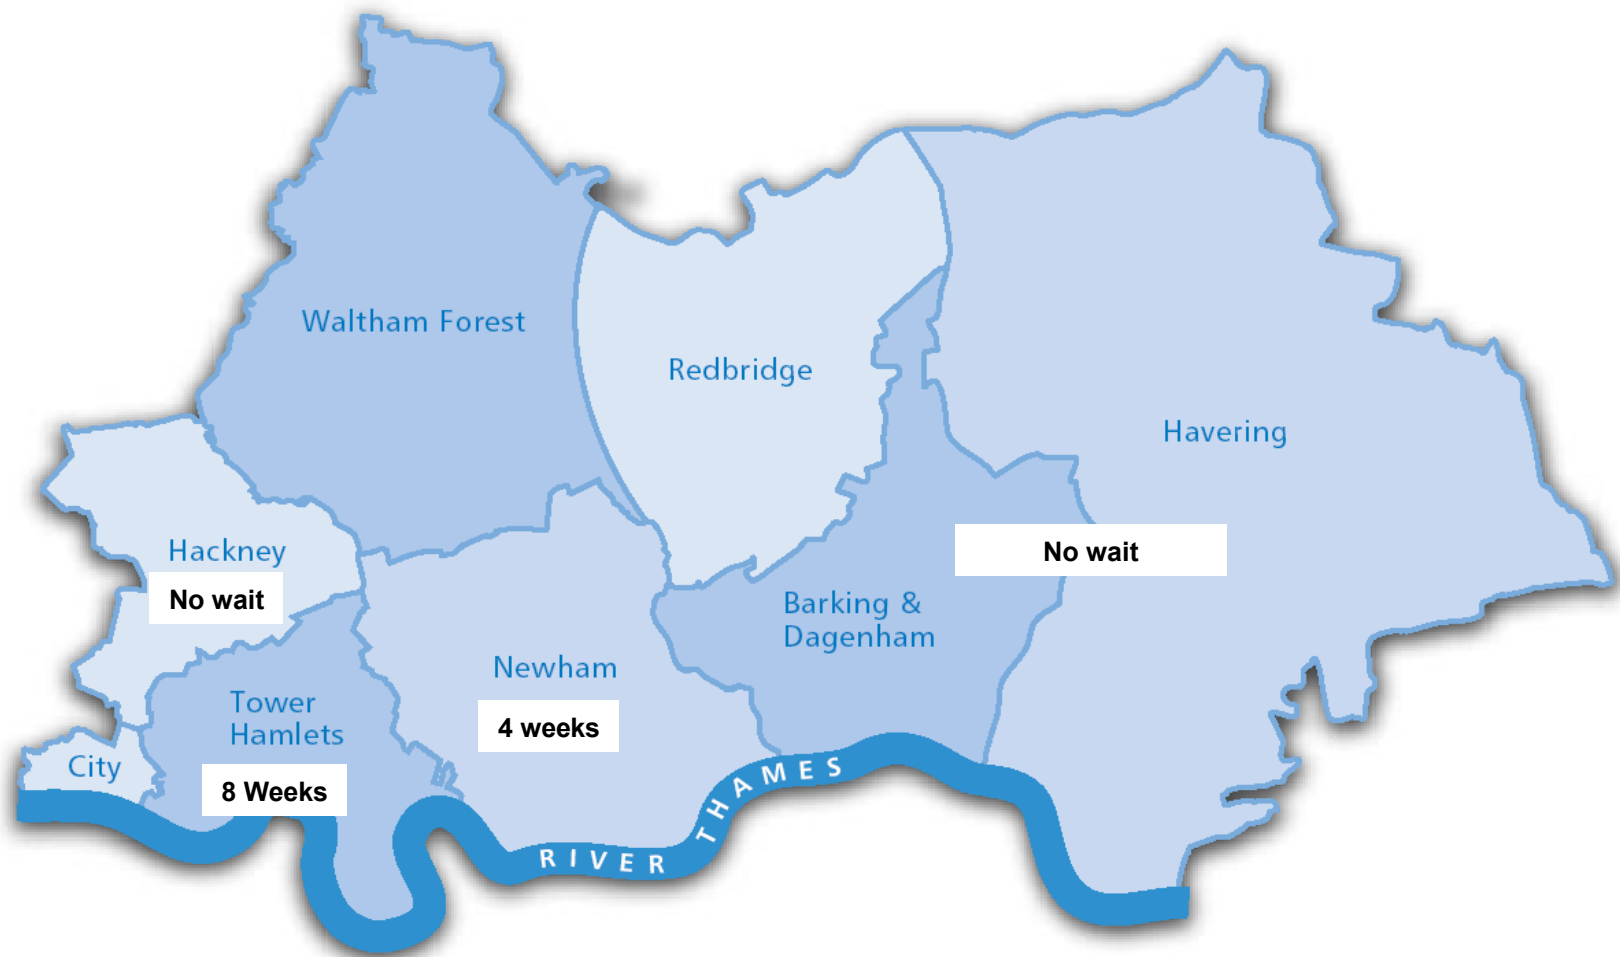 Waltham Forest
Redbridge
Havering
Hackney
No wait
No wait
Barking &
Dagenham
Newham
4 weeks
Tower
Hamlets
8 Weeks
City
RIVER THAMES